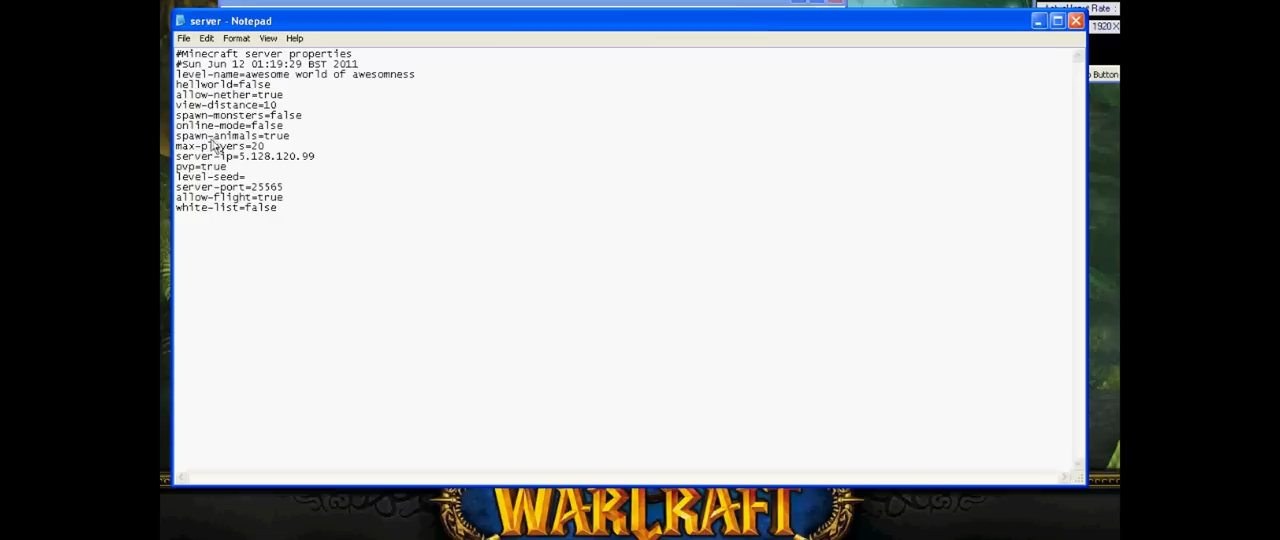 Rate :
server - Notepad
1920X
File Edit Format View Help
#Minecraft server properties
#Sun Jun 12 01:19:29 BST 2011
level-name=awesome world of awesomness
Button
hellworld=false
allow-nether=true
view-distance=10
spawn-monsters=false
online-mode=false
spawn-animals=true
max-players=20
server-ip=5.128.120.99
pvp=true
level-seed=
server-port=25565
allow-flight=true
white-list=false
WARCRAFT